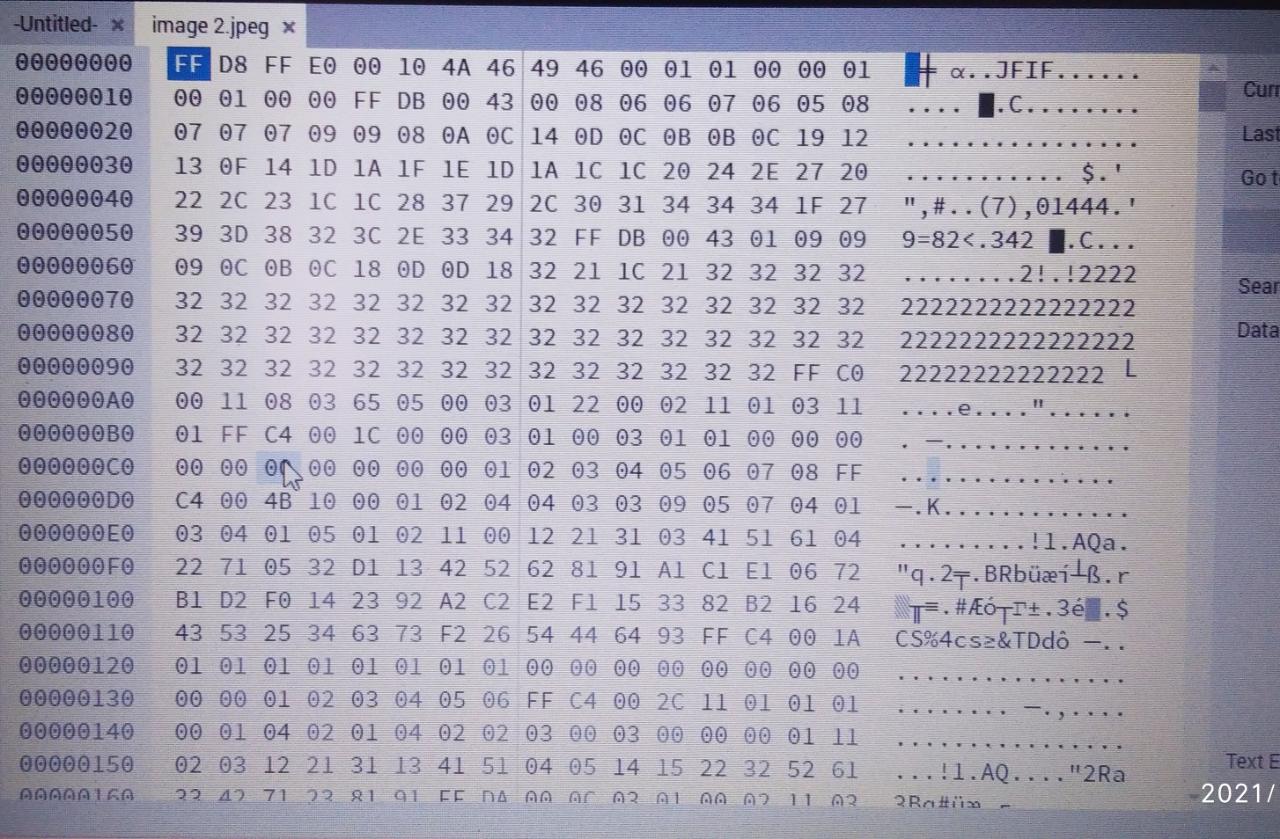 -Untitled- × image 2.jpeg ×
00000000 FF D8 FF E0 00 10 4A 46 49 46 00 01 01 00 00 01 ╪ α..JFIF......
00000010 00 01 00 00 FF DB 00 43 00 08 06 06 07 06 05 08 .... █.C........
00000020 07 07 07 09 09 08 0A 0C 14 0D 0C 0B 0B 0C 19 12 ................
00000030 13 0F 14 1D 1A 1F 1E 1D 1A 1C 1C 20 24 2E 27 20 ........... $.'
00000040 22 2C 23 1C 1C 28 37 29 2C 30 31 34 34 34 1F 27 ",#..(7),01444.'
00000050 39 3D 38 32 3C 2E 33 34 32 FF DB 00 43 01 09 09 9=82<.342 █.C...
00000060 09 0C 0B 0C 18 0D 0D 18 32 21 1C 21 32 32 32 32 ........2!.!2222
00000070 32 32 32 32 32 32 32 32 32 32 32 32 32 32 32 32 2222222222222222
00000080 32 32 32 32 32 32 32 32 32 32 32 32 32 32 32 32 2222222222222222
00000090 32 32 32 32 32 32 32 32 32 32 32 32 32 32 FF C0 22222222222222 └
000000A0 00 11 08 03 65 05 00 03 01 22 00 02 11 01 03 11 ....e...."......
000000B0 01 FF C4 00 1C 00 00 03 01 00 03 01 01 00 00 00 . ─.............
000000C0 00 00 00 00 00 00 00 01 02 03 04 05 06 07 08 FF ...............
000000D0 C4 00 4B 10 00 01 02 04 04 03 03 09 05 07 04 01 ─.K.............
000000E0 03 04 01 05 01 02 11 00 12 21 31 03 41 51 61 04 .........!1.AQa.
000000F0 22 71 05 32 D1 13 42 52 62 81 91 A1 C1 E1 06 72 "q.2╤.BRbüæí┴ß.r
00000100 B1 D2 F0 14 23 92 A2 C2 E2 F1 15 33 82 B2 16 24 ▒╥≡.#Æó┬Γ±.3é▓.$
00000110 43 53 25 34 63 73 F2 26 54 44 64 93 FF C4 00 1A CS%4cs≥&TDdô ─..
00000120 01 01 01 01 01 01 01 01 00 00 00 00 00 00 00 00 ................
00000130 00 00 01 02 03 04 05 06 FF C4 00 2C 11 01 01 01 ........ ─.,....
00000140 00 01 04 02 01 04 02 02 03 00 03 00 00 00 01 11 ................
00000150 02 03 12 21 31 13 41 51 04 05 14 15 22 32 52 61 ...!1.AQ...."2Ra
Go t
Data
Text E
2021/